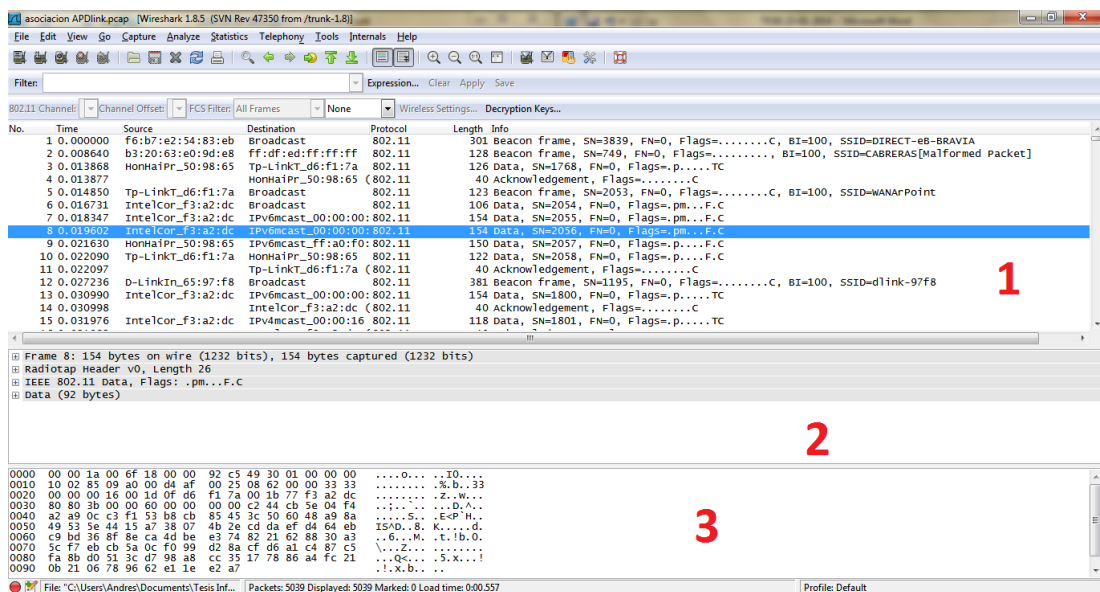 asociacion APDlink.pcap [Wireshark 1.8.5 (SVN Rev 47350 from /trunk-1.8)]
File Edit View Go Capture Analyze Statistics Telephony Tools Internals Help
Filter: Expression... Clear Apply Save
802.11 Channel: Channel Offset: FCS Filter: All Frames None Wireless Settings... Decryption Keys...
No. Time Source Destination Protocol Length Info
1 0.000000 f6:b7:e2:54:83:eb Broadcast 802.11 301 Beacon frame, SN=3839, FN=0, Flags=........C, BI=100, SSID=DIRECT-eB-BRAVIA
2 0.008640 b3:20:63:e0:9d:e8 ff:df:ed:ff:ff:ff 802.11 128 Beacon frame, SN=749, FN=0, Flags=........., BI=100, SSID=CABRERAS[Malformed Packet]
3 0.013868 HonHaiPr_50:98:65 Tp-LinkT_d6:f1:7a 802.11 126 Data, SN=1768, FN=0, Flags=.p.....TC
4 0.013877 HonHaiPr_50:98:65 ( 802.11 40 Acknowledgement, Flags=........C
5 0.014850 Tp-LinkT_d6:f1:7a Broadcast 802.11 123 Beacon frame, SN=2053, FN=0, Flags=........C, BI=100, SSID=WANArPoint
6 0.016731 IntelCor_f3:a2:dc Broadcast 802.11 106 Data, SN=2054, FN=0, Flags=.pm...F.C
7 0.018347 IntelCor_f3:a2:dc IPv6mcast_00:00:00: 802.11 154 Data, SN=2055, FN=0, Flags=.pm...F.C
8 0.019602 IntelCor_f3:a2:dc IPv6mcast_00:00:00: 802.11 154 Data, SN=2056, FN=0, Flags=.pm...F.C
9 0.021630 HonHaiPr_50:98:65 IPv6mcast_ff:a0:f0: 802.11 150 Data, SN=2057, FN=0, Flags=.p....F.C
10 0.022090 Tp-LinkT_d6:f1:7a HonHaiPr_50:98:65 802.11 122 Data, SN=2058, FN=0, Flags=.p....F.C
11 0.022097 Tp-LinkT_d6:f1:7a ( 802.11 40 Acknowledgement, Flags=........C
12 0.027236 D-LinkIn_65:97:f8 Broadcast 802.11 381 Beacon frame, SN=1195, FN=0, Flags=........C, BI=100, SSID=dlink-97f8
13 0.030990 IntelCor_f3:a2:dc IPv6mcast_00:00:00: 802.11 154 Data, SN=1800, FN=0, Flags=.p.....TC
14 0.030998 IntelCor_f3:a2:dc ( 802.11 40 Acknowledgement, Flags=........C
15 0.031976 IntelCor_f3:a2:dc IPv4mcast_00:00:16 802.11 118 Data, SN=1801, FN=0, Flags=.p.....TC
1
Frame 8: 154 bytes on wire (1232 bits), 154 bytes captured (1232 bits)
Radiotap Header v0, Length 26
IEEE 802.11 Data, Flags: .pm...F.C
Data (92 bytes)
2
0000 00 00 1a 00 6f 18 00 00 92 c5 49 30 01 00 00 00 ....o... ..I0....
0010 10 02 85 09 a0 00 d4 af 00 25 08 62 00 00 33 33 ........ .%.b..33
0020 00 00 00 16 00 1d 0f d6 f1 7a 00 1b 77 f3 a2 dc ........ .z..w...
0030 80 80 3b 00 00 60 00 00 00 00 c2 44 cb 5e 04 f4 ..;..`.. ...D.^..
0040 a2 a9 0c c3 f1 53 b8 cb 85 45 3c 50 60 48 a9 8a .....S.. .E<P`H..
0050 49 53 5e 44 15 a7 38 07 4b 2e cd da ef d4 64 eb IS^D..8. K.....d.
0060 c9 bd 36 8f 8e ca 4d be e3 74 82 21 62 88 30 a3 ..6...M. .t.!b.0.
0070 5c f7 eb cb 5a 0c f0 99 d2 8a cf d6 a1 c4 87 c5 \...Z... ........
0080 fa 8b d0 51 3c d7 98 a8 cc 35 17 78 86 a4 fc 21 ...Q<... .5.x...!
0090 0b 21 06 78 96 62 e1 1e e2 a7 .!.x.b.. ..
3
File: "C:\Users\Andres\Documents\Tesis Inf... Packets: 5039 Displayed: 5039 Marked: 0 Load time: 0:00.557 Profile: Default